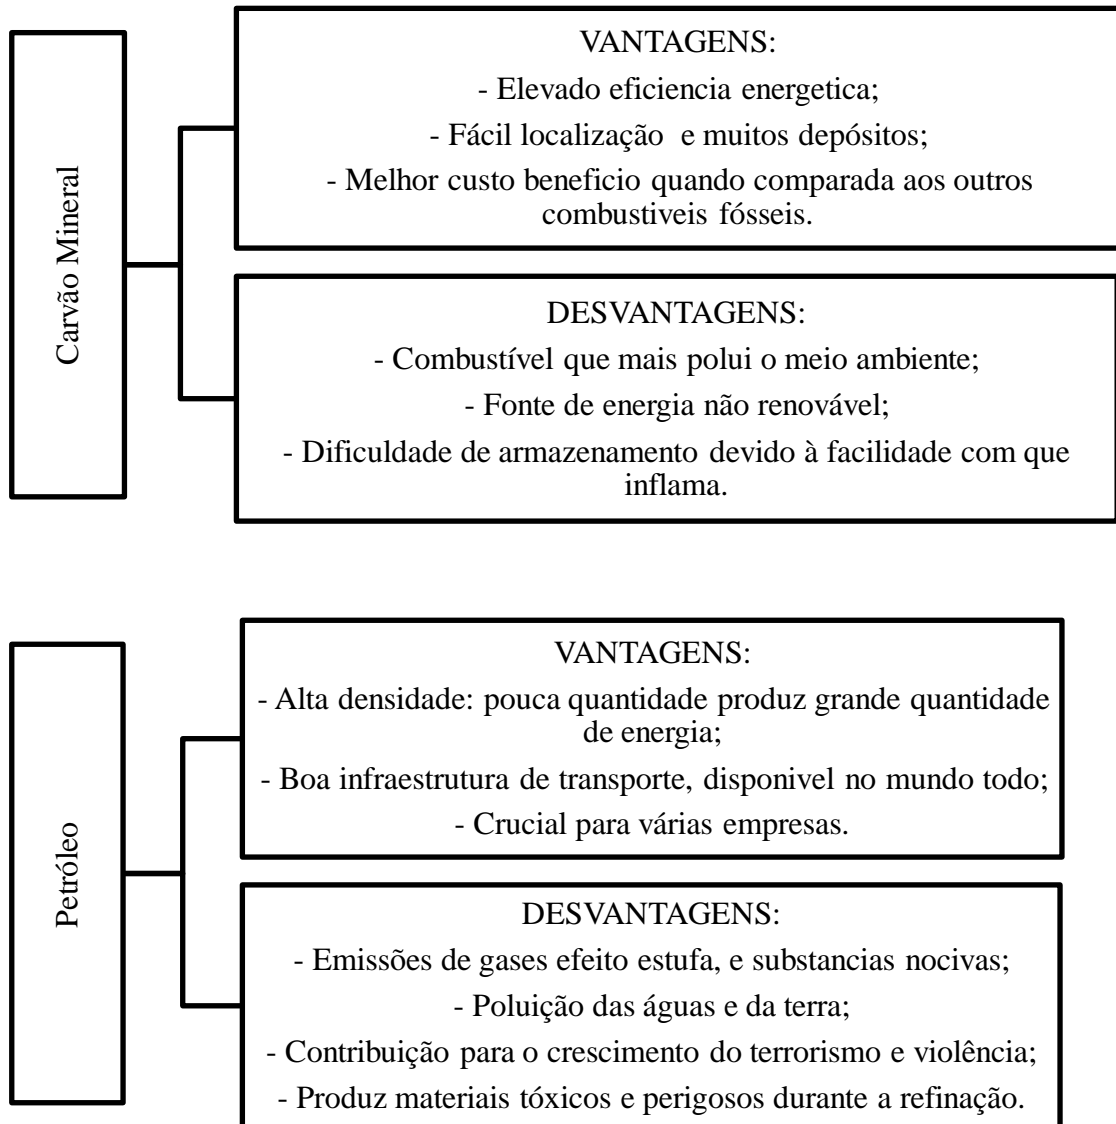 Carvão Mineral
VANTAGENS:
- Elevado eficiencia energetica;
- Fácil localização e muitos depósitos;
- Melhor custo beneficio quando comparada aos outros
combustiveis fósseis.
DESVANTAGENS:
- Combustível que mais polui o meio ambiente;
- Fonte de energia não renovável;
- Dificuldade de armazenamento devido à facilidade com que
inflama.
Petróleo
VANTAGENS:
- Alta densidade: pouca quantidade produz grande quantidade
de energia;
- Boa infraestrutura de transporte, disponivel no mundo todo;
- Crucial para várias empresas.
DESVANTAGENS:
- Emissões de gases efeito estufa, e substancias nocivas;
- Poluição das águas e da terra;
- Contribuição para o crescimento do terrorismo e violência;
- Produz materiais tóxicos e perigosos durante a refinação.